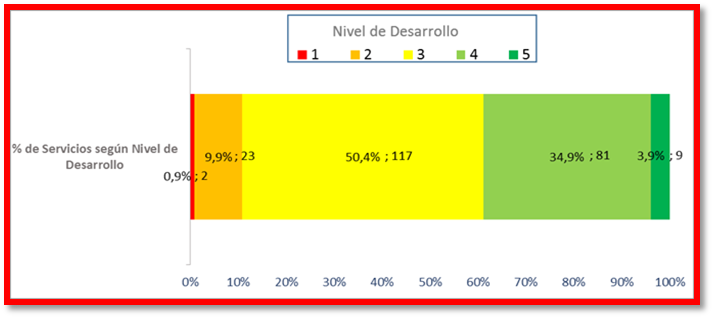 Nivel de Desarrollo
1 2 3 4 5
% de Servicios según Nivel de
Desarrollo
0,9% ; 2
9,9% ; 23
50,4% ; 117
34,9% ; 81
3,9% ; 9
0% 10% 20% 30% 40% 50% 60% 70% 80% 90% 100%